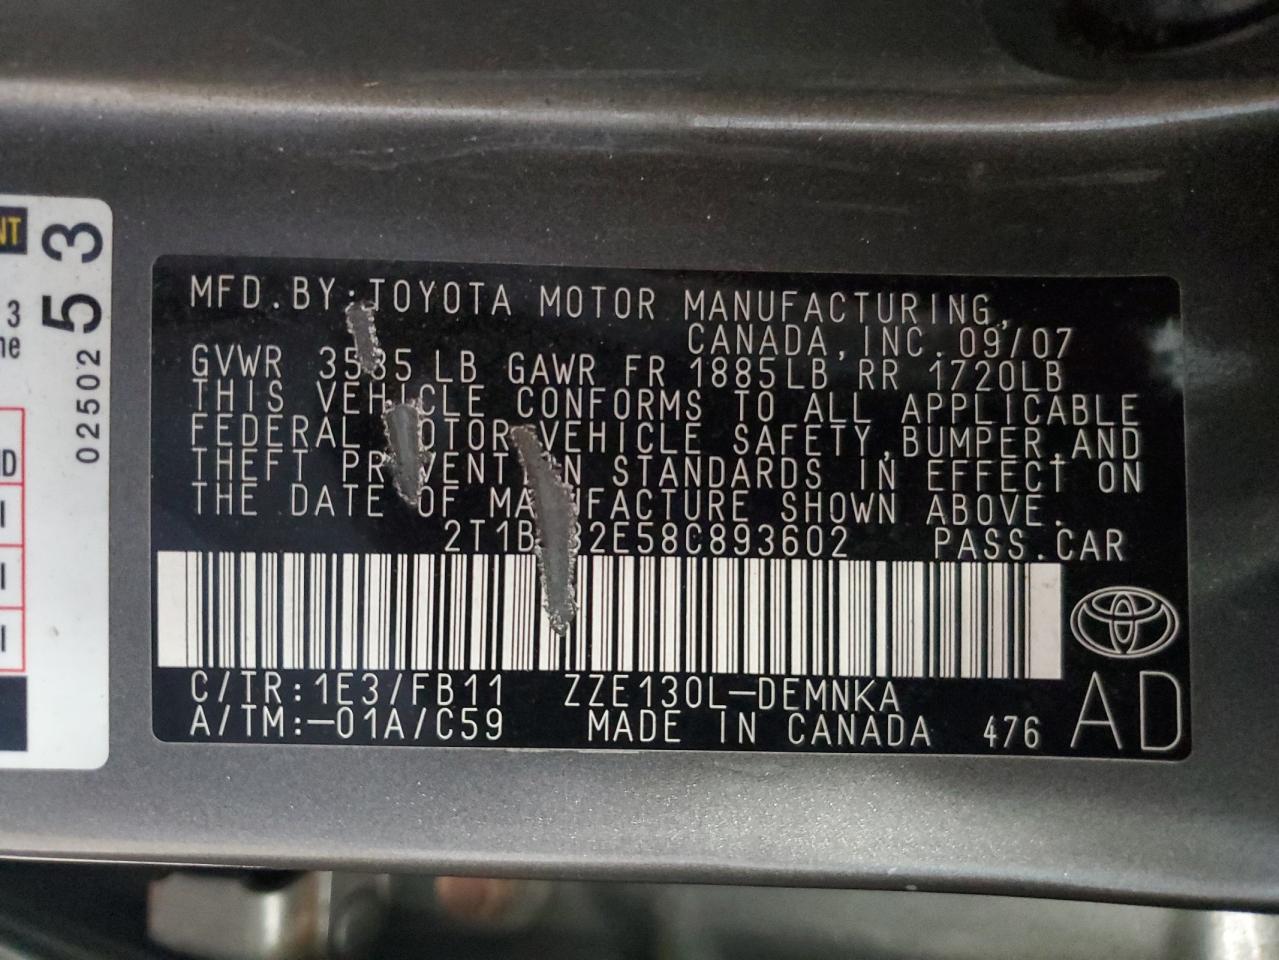 NT
53
02502
3
ne
D
I
I
I
MFD.BY:TOYOTA MOTOR MANUFACTURING,
CANADA, INC. 09/07
GVWR LB GAWR FR 1885LB RR 1720LB
THIS VEHICLE CONFORMS TO ALL APPLICABLE
FEDERAL MOTOR VEHICLE SAFETY,BUMPER,AND
THEFT PREVENTION STANDARDS IN EFFECT ON
THE DATE OF MANUFACTURE SHOWN ABOVE.
PASS.CAR
C/TR:1E3/FB11 ZZE130L-DEMNKA
A/TM:-01A/C59 MADE IN CANADA 476
AD